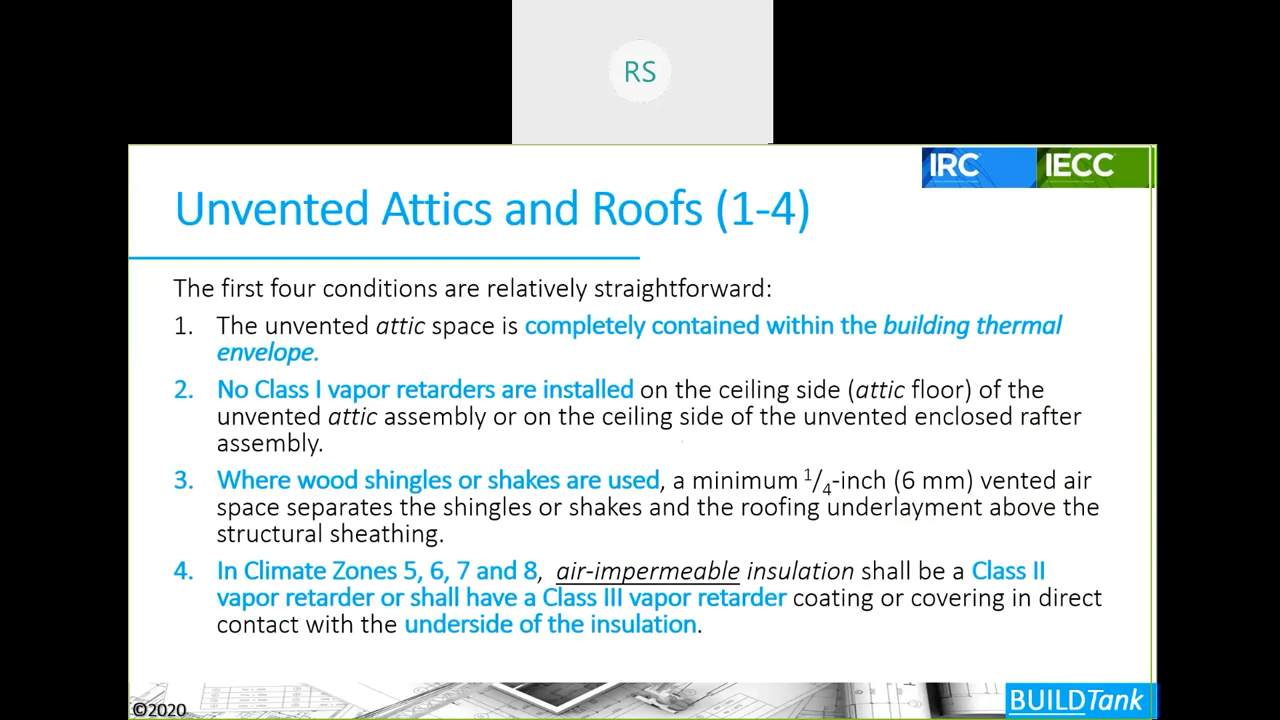 RS
IRC IECC
Unvented Attics and Roofs (1-4)
The first four conditions are relatively straightforward:
1. The unvented attic space is completely contained within the building thermal
envelope.
2. No Class I vapor retarders are installed on the ceiling side (attic floor) of the
unvented attic assembly or on the ceiling side of the unvented enclosed rafter
assembly.
3. Where wood shingles or shakes are used, a minimum 1/4-inch (6 mm) vented air
space separates the shingles or shakes and the roofing underlayment above the
structural sheathing.
4. In Climate Zones 5, 6, 7 and 8, air-impermeable insulation shall be a Class II
vapor retarder or shall have a Class III vapor retarder coating or covering in direct
contact with the underside of the insulation.
©2020
BUILDTank